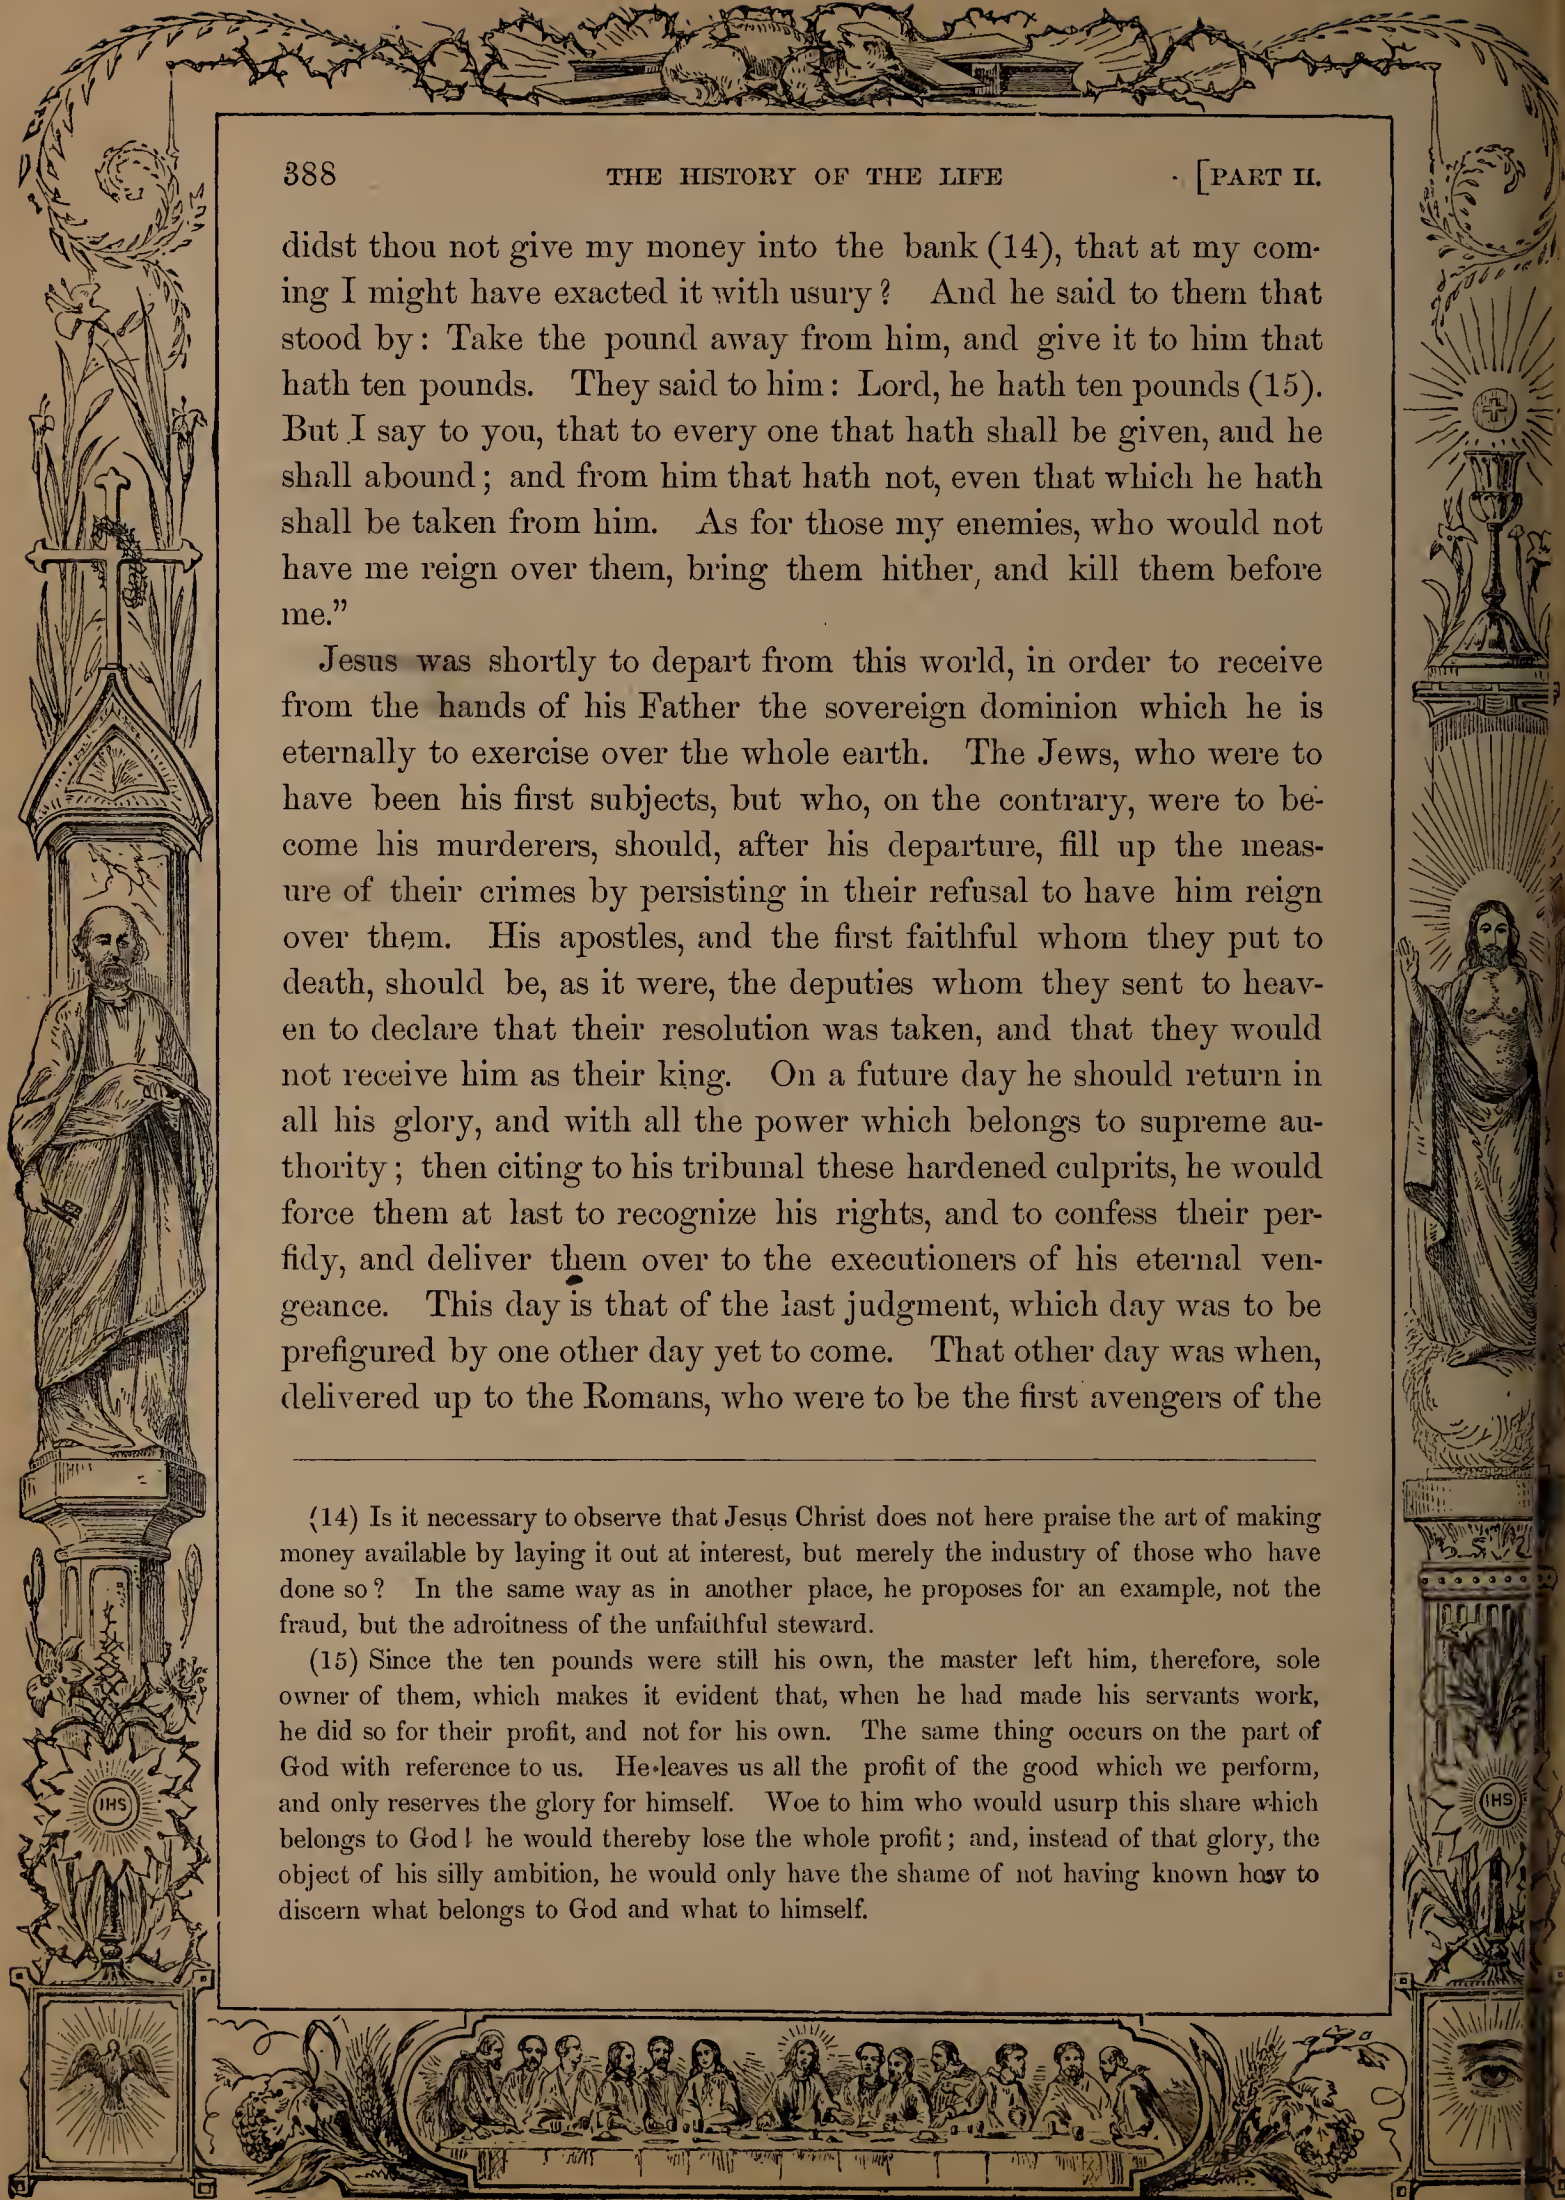 388 THE HISTORY OF THE LIFE [PART II.
didst thou not give my money into the bank (14), that at my com-
ing I might have exacted it with usury? And he said to them that
stood by: Take the pound away from him, and give it to him that
hath ten pounds. They said to him: Lord, he hath ten pounds (15).
But I say to you, that to every one that hath shall be given, and he
shall abound; and from him that hath not, even that which he hath
shall be taken from him. As for those my enemies, who would not
have me reign over them, bring them hither, and kill them before
me.”
Jesus was shortly to depart from this world, in order to receive
from the hands of his Father the sovereign dominion which he is
eternally to exercise over the whole earth. The Jews, who were to
have been his first subjects, but who, on the contrary, were to be-
come his murderers, should, after his departure, fill up the meas-
ure of their crimes by persisting in their refusal to have him reign
over them. His apostles, and the first faithful whom they put to
death, should be, as it were, the deputies whom they sent to heav-
en to declare that their resolution was taken, and that they would
not receive him as their king. On a future day he should return in
all his glory, and with all the power which belongs to supreme au-
thority; then citing to his tribunal these hardened culprits, he would
force them at last to recognize his rights, and to confess their per-
fidy, and deliver them over to the executioners of his eternal ven-
geance. This day is that of the last judgment, which day was to be
prefigured by one other day yet to come. That other day was when,
delivered up to the Romans, who were to be the first avengers of the
(14) Is it necessary to observe that Jesus Christ does not here praise the art of making
money available by laying it out at interest, but merely the industry of those who have
done so? In the same way as in another place, he proposes for an example, not the
fraud, but the adroitness of the unfaithful steward.
(15) Since the ten pounds were still his own, the master left him, therefore, sole
owner of them, which makes it evident that, when he had made his servants work,
he did so for their profit, and not for his own. The same thing occurs on the part of
God with reference to us. He leaves us all the profit of the good which we perform,
and only reserves the glory for himself. Woe to him who would usurp this share which
belongs to God! he would thereby lose the whole profit; and, instead of that glory, the
object of his silly ambition, he would only have the shame of not having known how to
discern what belongs to God and what to himself.
IHS
IHS